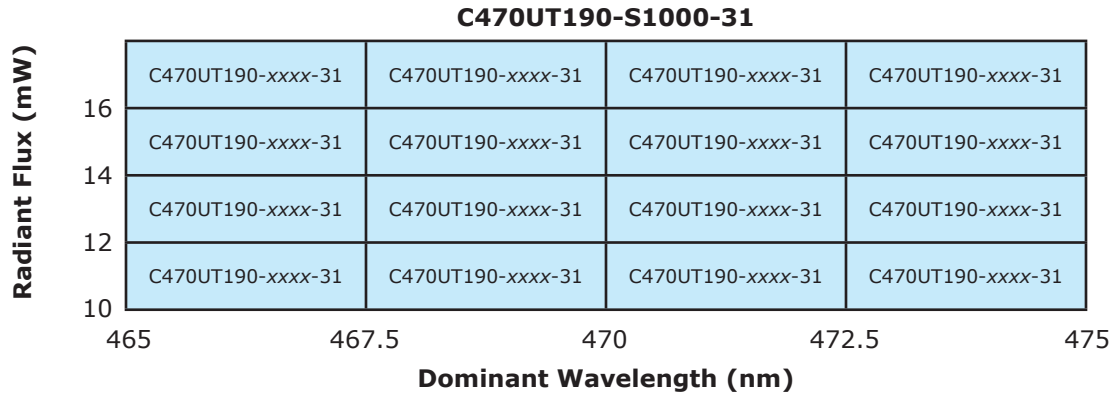 C470UT190-S1000-31
Radiant Flux (mW)
C470UT190-xxxx-31 C470UT190-xxxx-31 C470UT190-xxxx-31 C470UT190-xxxx-31
16
C470UT190-xxxx-31 C470UT190-xxxx-31 C470UT190-xxxx-31 C470UT190-xxxx-31
14
C470UT190-xxxx-31 C470UT190-xxxx-31 C470UT190-xxxx-31 C470UT190-xxxx-31
12
C470UT190-xxxx-31 C470UT190-xxxx-31 C470UT190-xxxx-31 C470UT190-xxxx-31
10
465 467.5 470 472.5 475
Dominant Wavelength (nm)